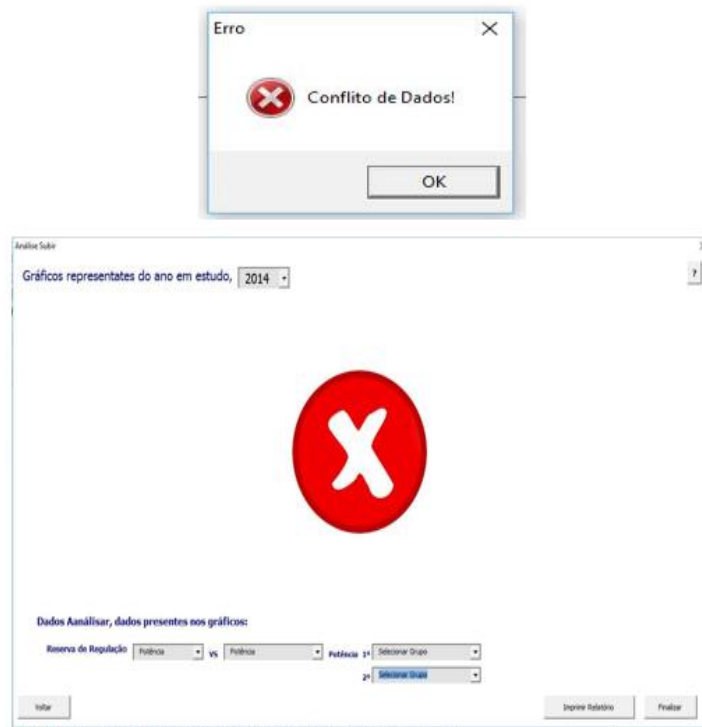 Erro
Conflito de Dados!
OK
Análise Subir
Gráficos representates do ano em estudo, 2014
?
Dados Aanálisar, dados presentes nos gráficos:
Reserva de Regulação Potência VS Potência Potência 1º Selecionar Grupo
2º Selecionar Grupo
Voltar Imprimir Relatório Finalizar